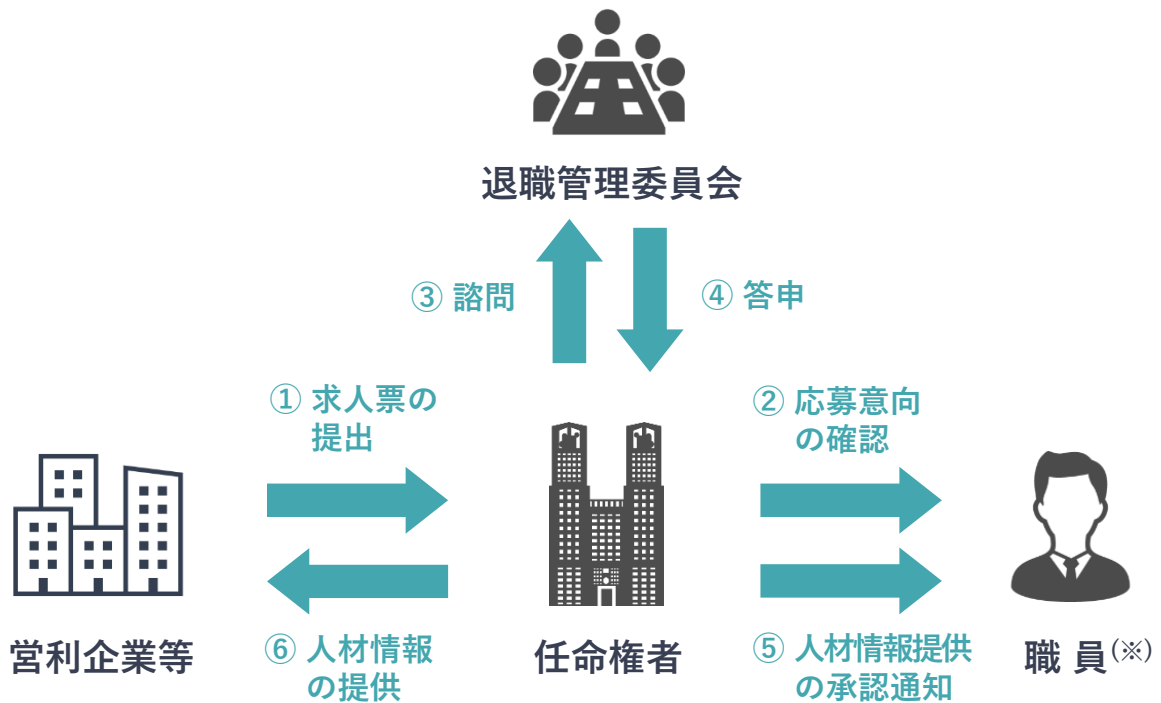 退職管理委員会
③ 諮問
④ 答申
① 求人票の
提出
② 応募意向
の確認
営利企業等
⑥ 人材情報
の提供
任命権者
⑤ 人材情報提供
の承認通知
職 員(※)